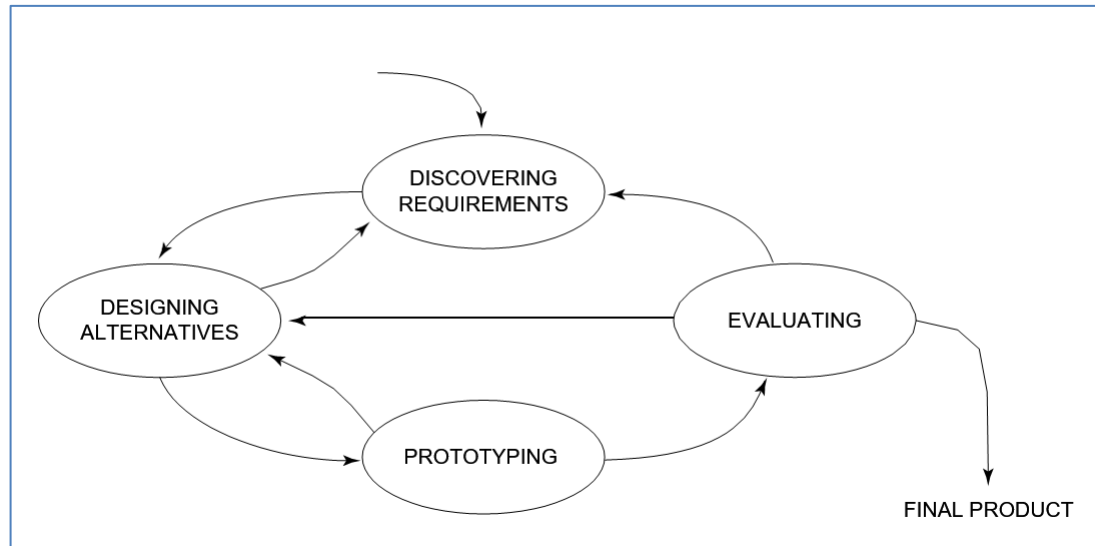 DISCOVERING
REQUIREMENTS
DESIGNING
ALTERNATIVES
EVALUATING
PROTOTYPING
FINAL PRODUCT